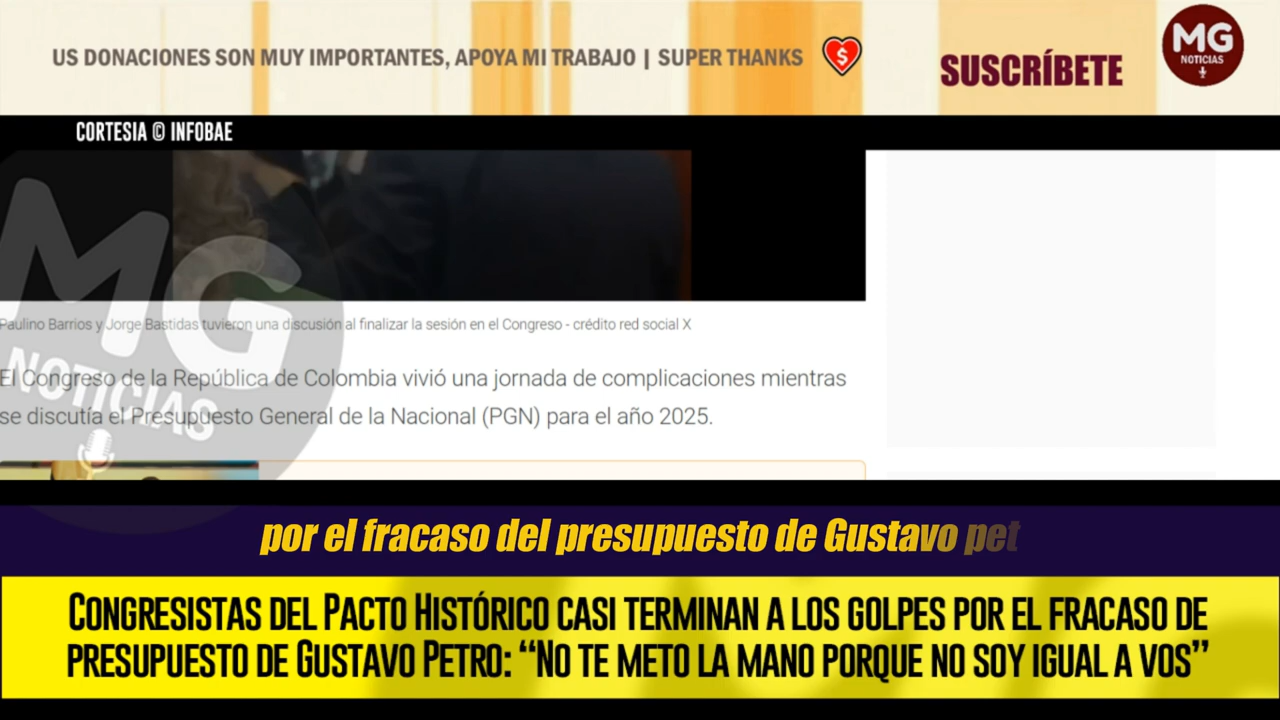 US DONACIONES SON MUY IMPORTANTES, APOYA MI TRABAJO | SUPER THANKS
SUSCRÍBETE
MG
NOTICIAS
CORTESIA © INFOBAE
Paulino Barrios y Jorge Bastidas tuvieron una discusión al finalizar la sesión en el Congreso - crédito red social X
El Congreso de la República de Colombia vivió una jornada de complicaciones mientras
se discutía el Presupuesto General de la Nacional (PGN) para el año 2025.
MG
NOTICIAS
por el fracaso del presupuesto de Gustavo pet
CONGRESISTAS DEL PACTO HISTÓRICO CASI TERMINAN A LOS GOLPES POR EL FRACASO DE
PRESUPUESTO DE GUSTAVO PETRO: “NO TE METO LA MANO PORQUE NO SOY IGUAL A VOS”